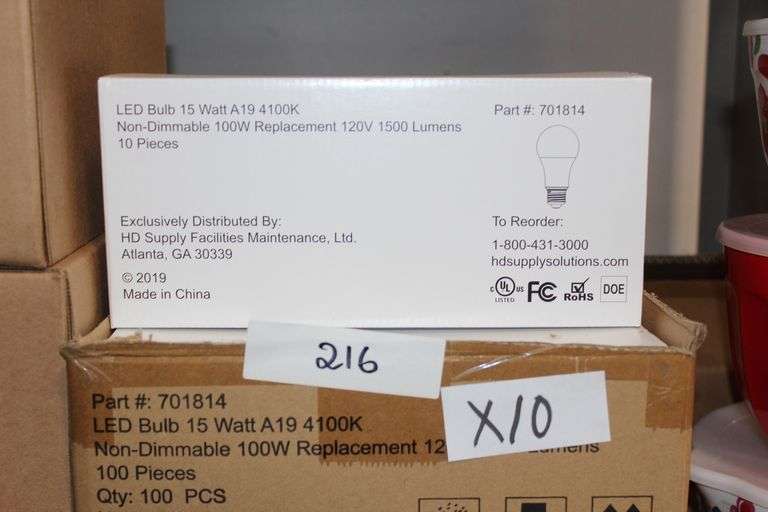 LED Bulb 15 Watt A19 4100K
Non-Dimmable 100W Replacement 120V 1500 Lumens
10 Pieces
Part #: 701814
Exclusively Distributed By:
HD Supply Facilities Maintenance, Ltd.
Atlanta, GA 30339
© 2019
Made in China
To Reorder:
1-800-431-3000
hdsupplysolutions.com
C UL US LISTED FC RoHS DOE
216
X10
Part #: 701814
LED Bulb 15 Watt A19 4100K
Non-Dimmable 100W Replacement 12
100 Pieces
Qty: 100 PCS